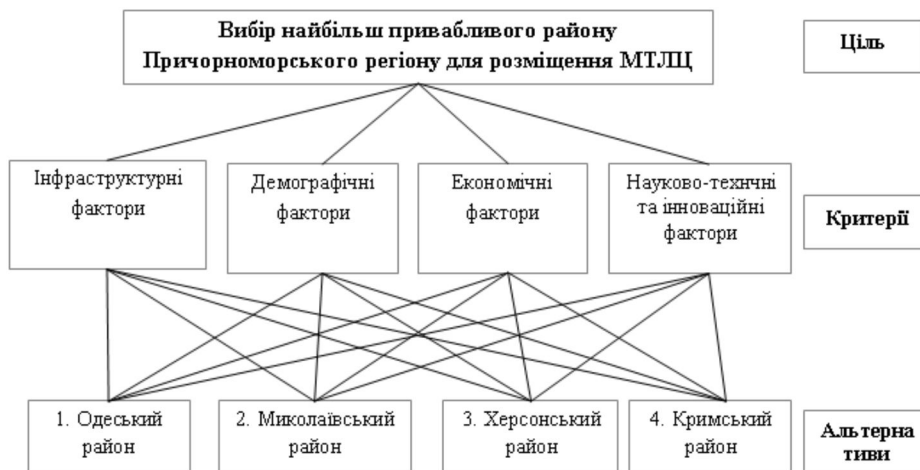 Вибір найбільш привабливого району
Причорноморського регіону для розміщення МТЛЦ
Ціль
Інфраструктурні
фактори
Демографічні
фактори
Економічні
фактори
Науково-технчні
та інноваційні
фактори
Критерії
1. Одеський
район
2. Миколаївський
район
3. Херсонський
район
4. Кримський
район
Альтерна
тиви